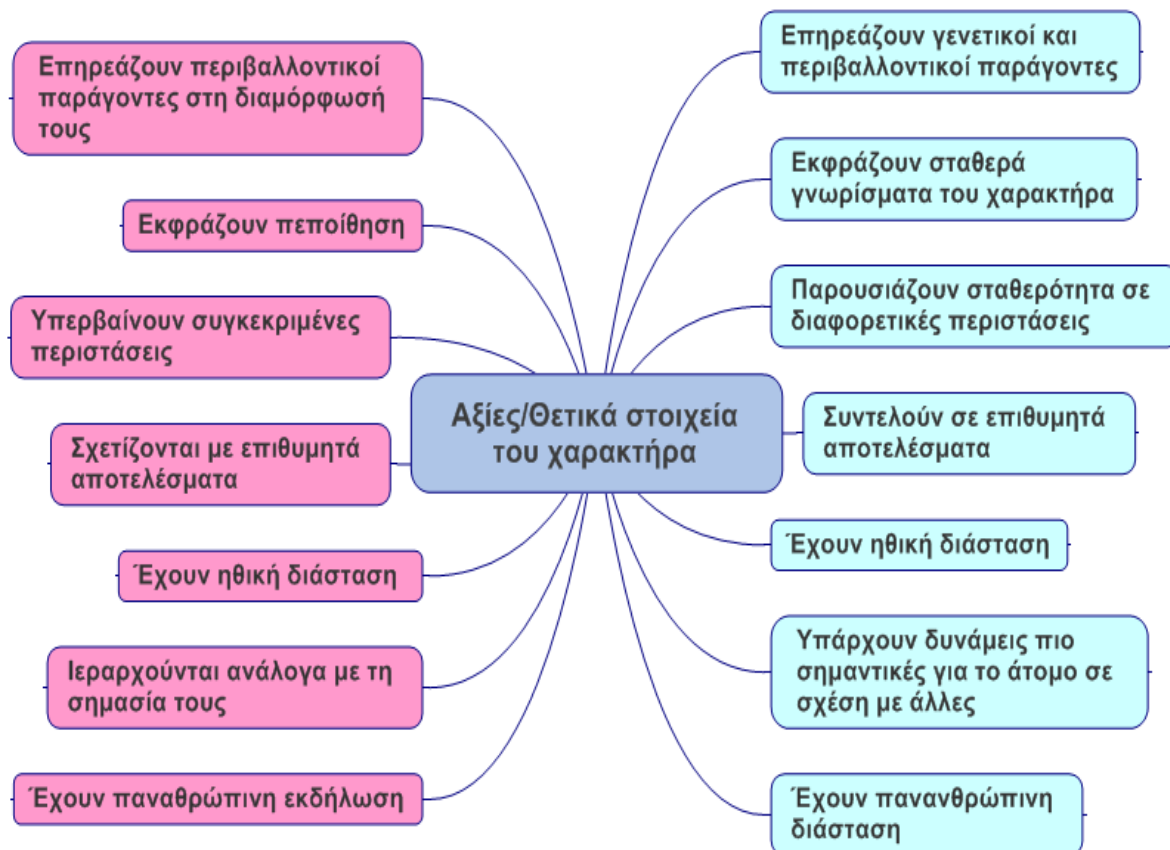 Επηρεάζουν περιβαλλοντικοί
παράγοντες στη διαμόρφωσή
τους
Εκφράζουν πεποίθηση
Υπερβαίνουν συγκεκριμένες
περιστάσεις
Σχετίζονται με επιθυμητά
αποτελέσματα
Έχουν ηθική διάσταση
Ιεραρχούνται ανάλογα με τη
σημασία τους
Έχουν παναθρώπινη εκδήλωση
Αξίες/Θετικά στοιχεία
του χαρακτήρα
Επηρεάζουν γενετικοί και
περιβαλλοντικοί παράγοντες
Εκφράζουν σταθερά
γνωρίσματα του χαρακτήρα
Παρουσιάζουν σταθερότητα σε
διαφορετικές περιστάσεις
Συντελούν σε επιθυμητά
αποτελέσματα
Έχουν ηθική διάσταση
Υπάρχουν δυνάμεις πιο
σημαντικές για το άτομο σε
σχέση με άλλες
Έχουν πανανθρώπινη
διάσταση